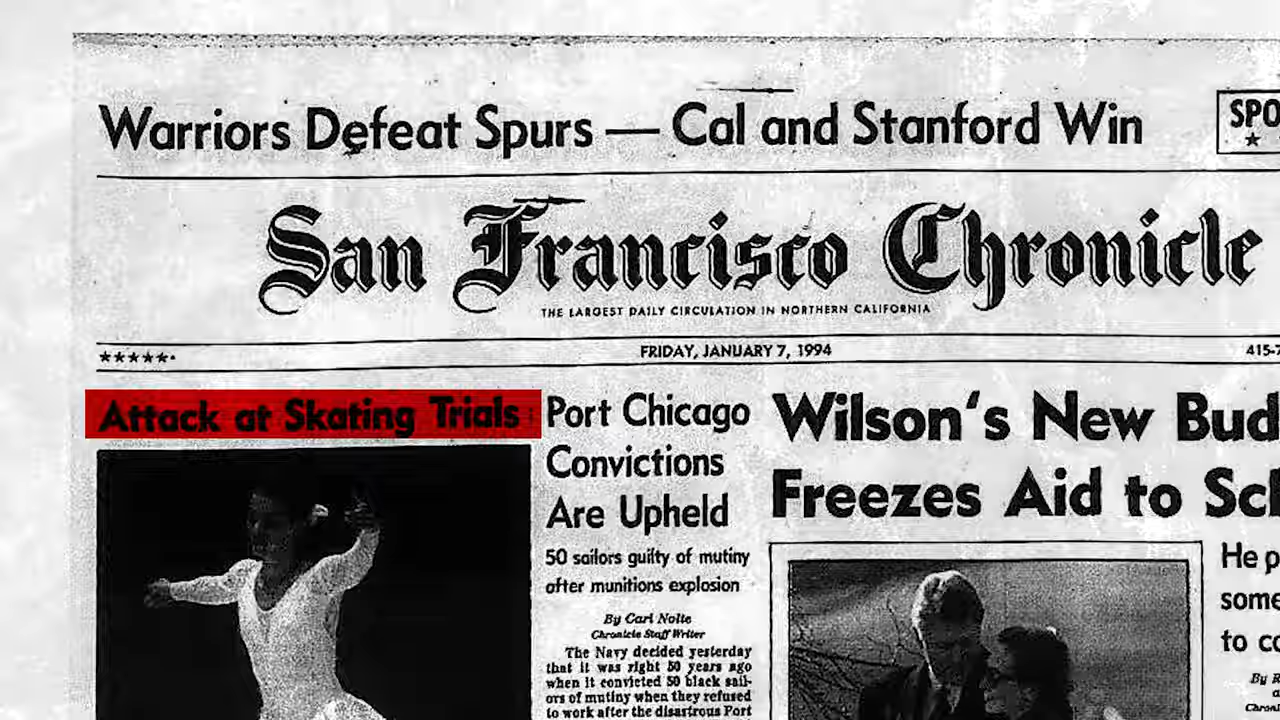 Warriors Defeat Spurs — Cal and Stanford Win
SPO
★
San Francisco Chronicle
THE LARGEST DAILY CIRCULATION IN NORTHERN CALIFORNIA
★★★★★•
FRIDAY, JANUARY 7, 1994
415-7
Attack at Skating Trials
Port Chicago
Convictions
Are Upheld
50 sailors guilty of mutiny
after munitions explosion
By Carl Nolte
Chronicle Staff Writer
The Navy decided yesterday
that it was right 50 years ago
when it convicted 50 black sail-
ors of mutiny when they refused
to work after the disastrous Port
Wilson's New Bud
Freezes Aid to Sch
He p
some
to co
By R
a
Chron